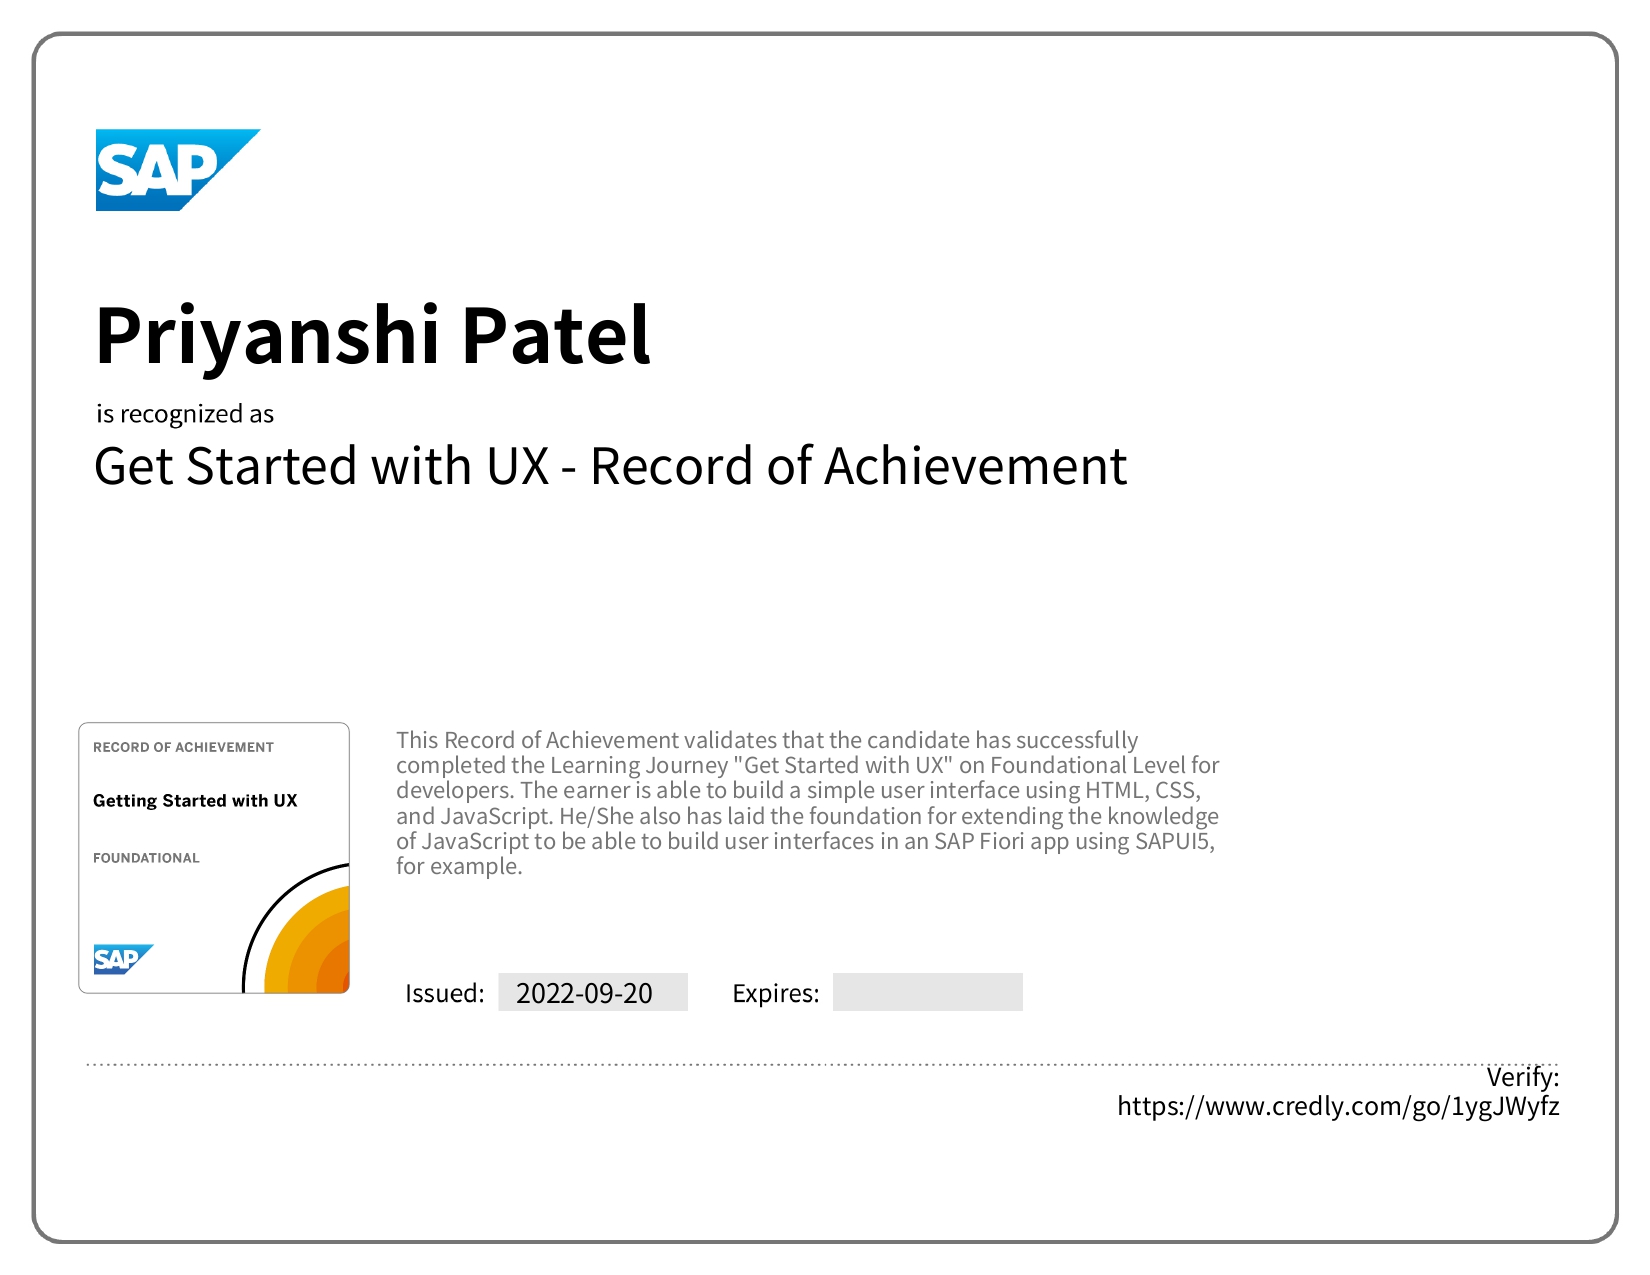 SAP
Priyanshi Patel
is recognized as
Get Started with UX - Record of Achievement
RECORD OF ACHIEVEMENT
Getting Started with UX
FOUNDATIONAL
SAP
This Record of Achievement validates that the candidate has successfully
completed the Learning Journey "Get Started with UX" on Foundational Level for
developers. The earner is able to build a simple user interface using HTML, CSS,
and JavaScript. He/She also has laid the foundation for extending the knowledge
of JavaScript to be able to build user interfaces in an SAP Fiori app using SAPUI5,
for example.
Issued: 2022-09-20 Expires:
Verify:
https://www.credly.com/go/1ygJWyfz